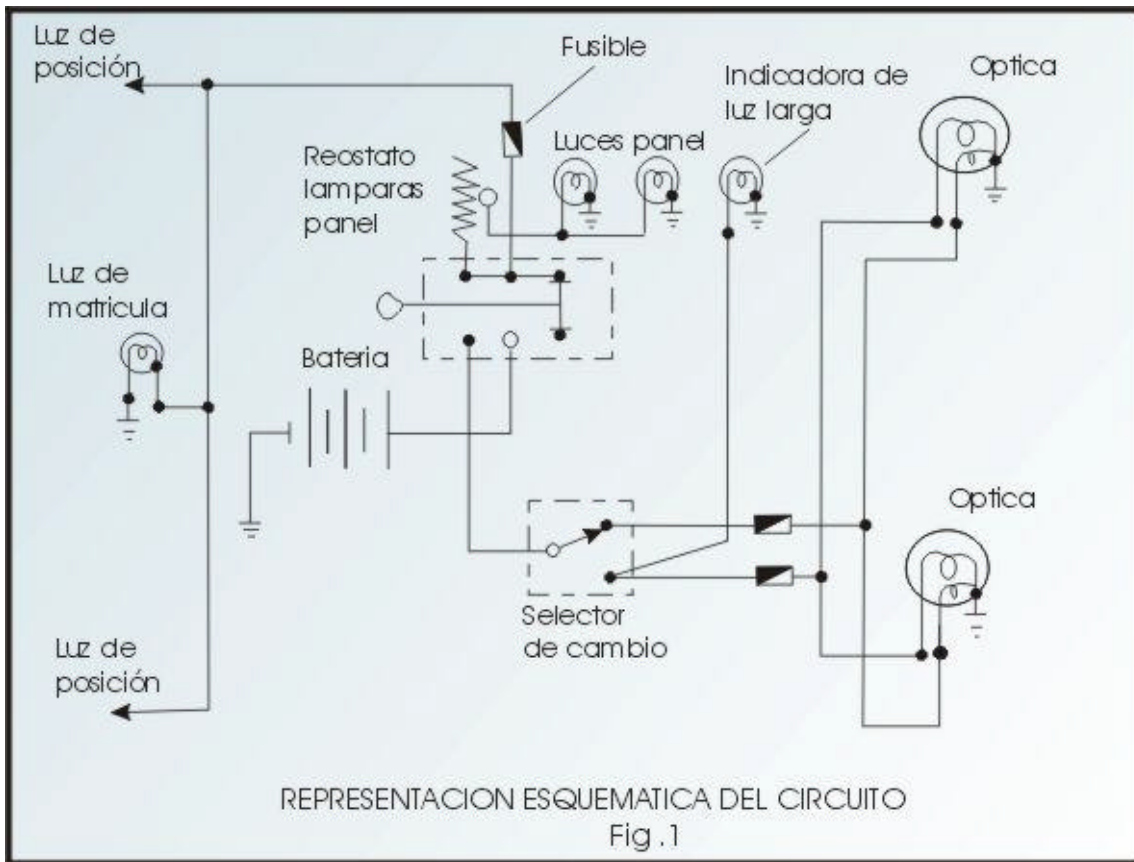 Luz de
posición
Fusible
Indicadora de
luz larga
Optica
Reostato
lamparas
panel
Luces panel
Luz de
matricula
Bateria
Optica
Selector
de cambio
Luz de
posición
REPRESENTACION ESQUEMATICA DEL CIRCUITO
Fig .1